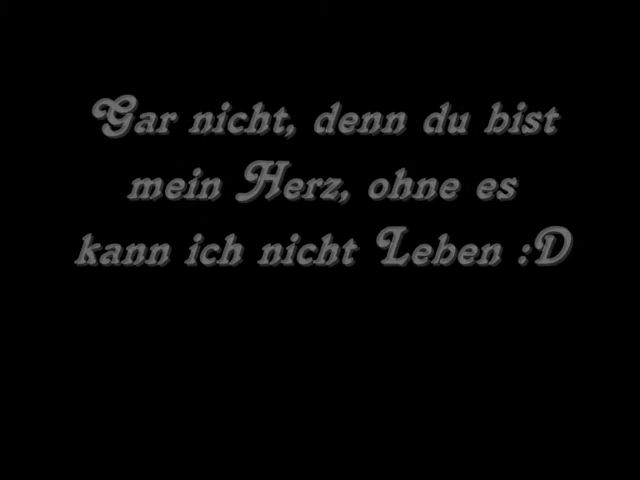 Gar nicht, denn du bist
mein Herz, ohne es
kann ich nicht Leben :D